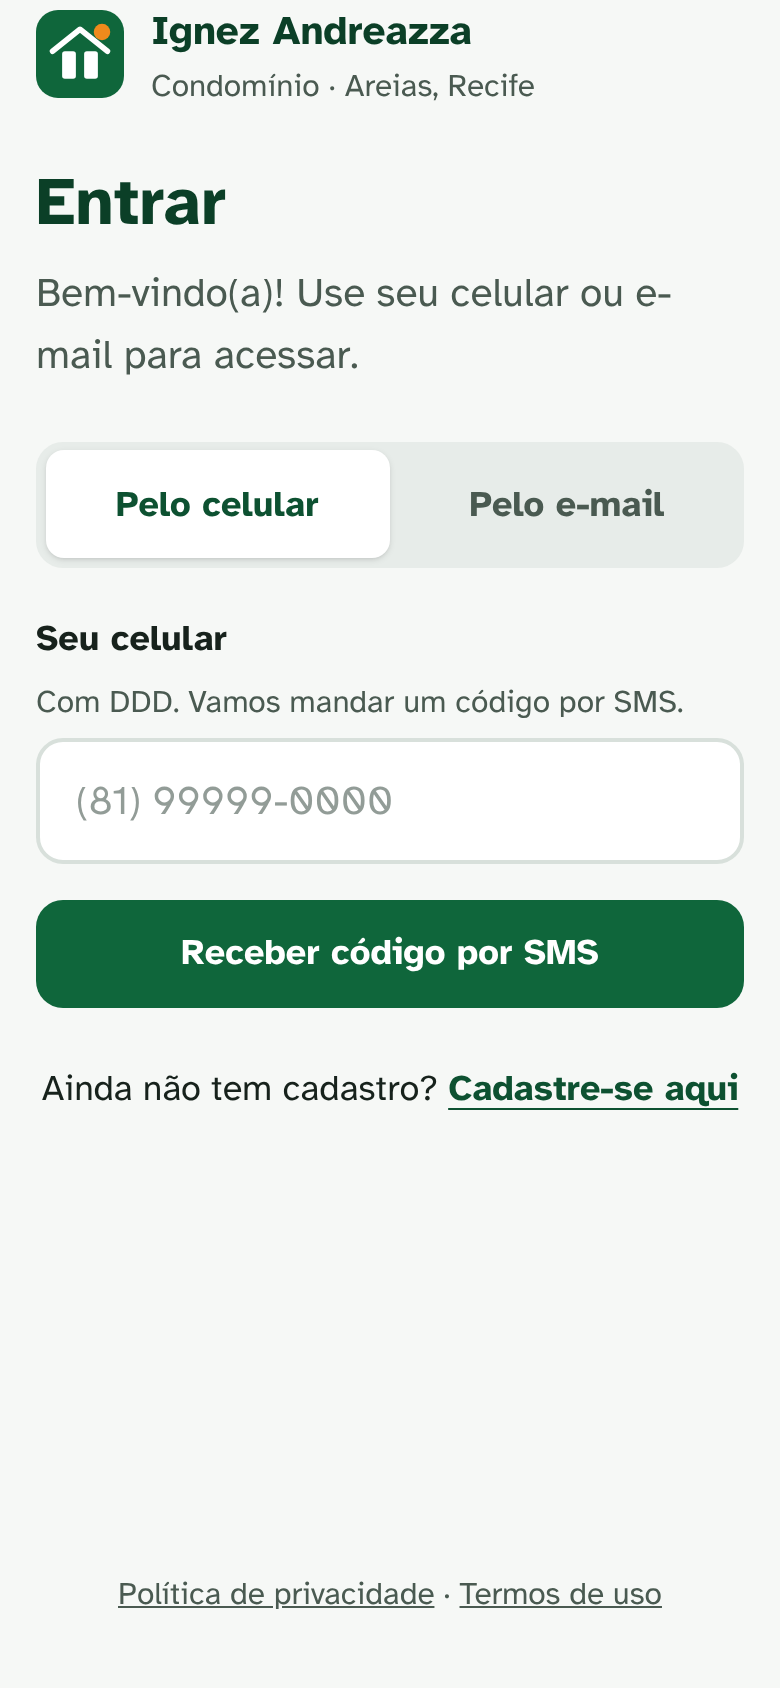 Ignez Andreazza
Condomínio · Areias, Recife
Entrar
Bem-vindo(a)! Use seu celular ou e-
mail para acessar.
Pelo celular
Pelo e-mail
Seu celular
Com DDD. Vamos mandar um código por SMS.
(81) 99999-0000
Receber código por SMS
Ainda não tem cadastro? Cadastre-se aqui
Política de privacidade · Termos de uso